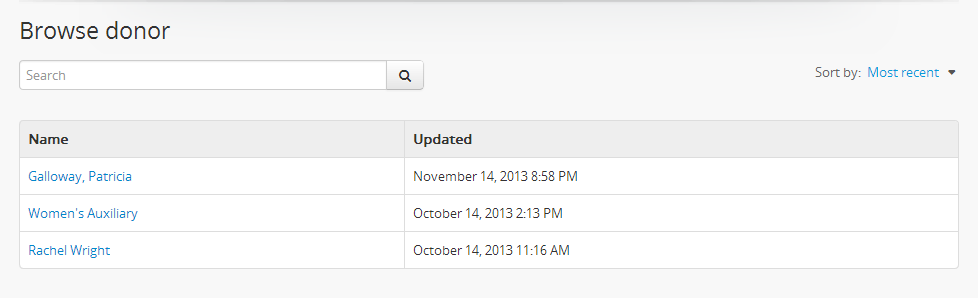 Browse donor
Search
Sort by: Most recent
Name Updated
Galloway, Patricia November 14, 2013 8:58 PM
Women's Auxiliary October 14, 2013 2:13 PM
Rachel Wright October 14, 2013 11:16 AM